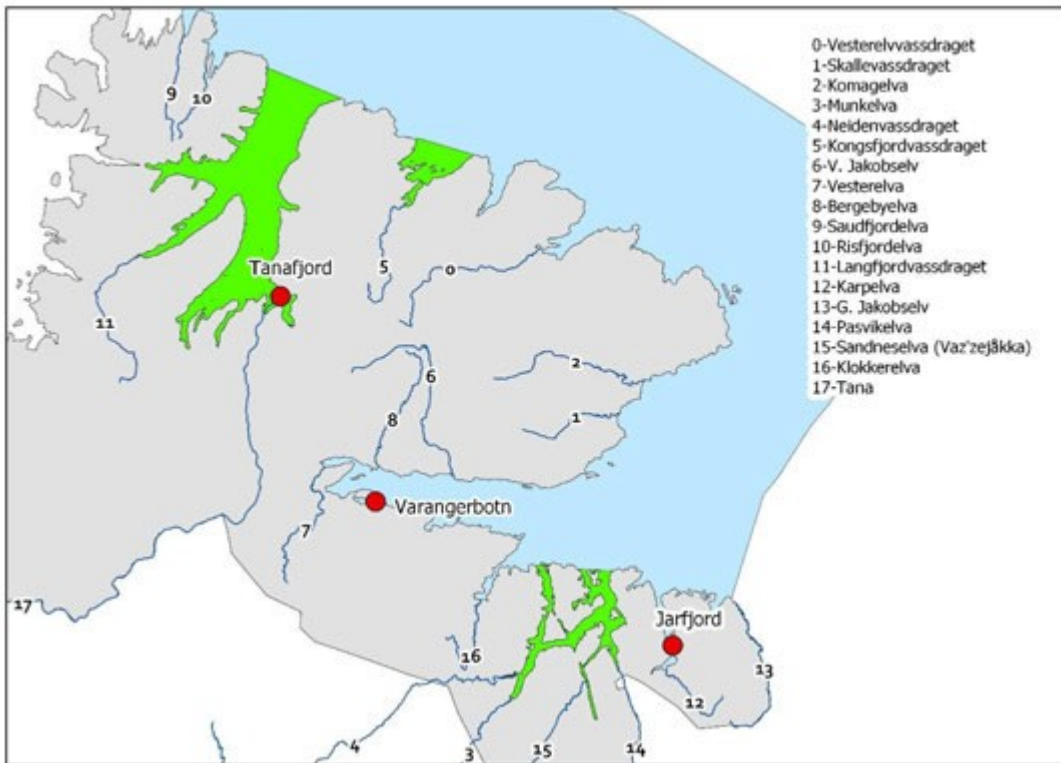 0-Vesterelvvassdraget
1-Skallevassdraget
2-Komagelva
3-Munkelva
4-Neidenvassdraget
5-Kongsfjordvassdraget
6-V. Jakobselv
7-Vesterelva
8-Bergebyelva
9-Saudfjordelva
10-Risfjordelva
11-Langfjordvassdraget
12-Karpelva
13-G. Jakobselv
14-Pasvikelva
15-Sandneselva (Vaz'zejåkka)
16-Klokkerelva
17-Tana
9
10
Tanafjord
5
0
11
2
6
1
8
Varangerbotn
7
17
Jarfjord
16
13
12
4
3
15
14